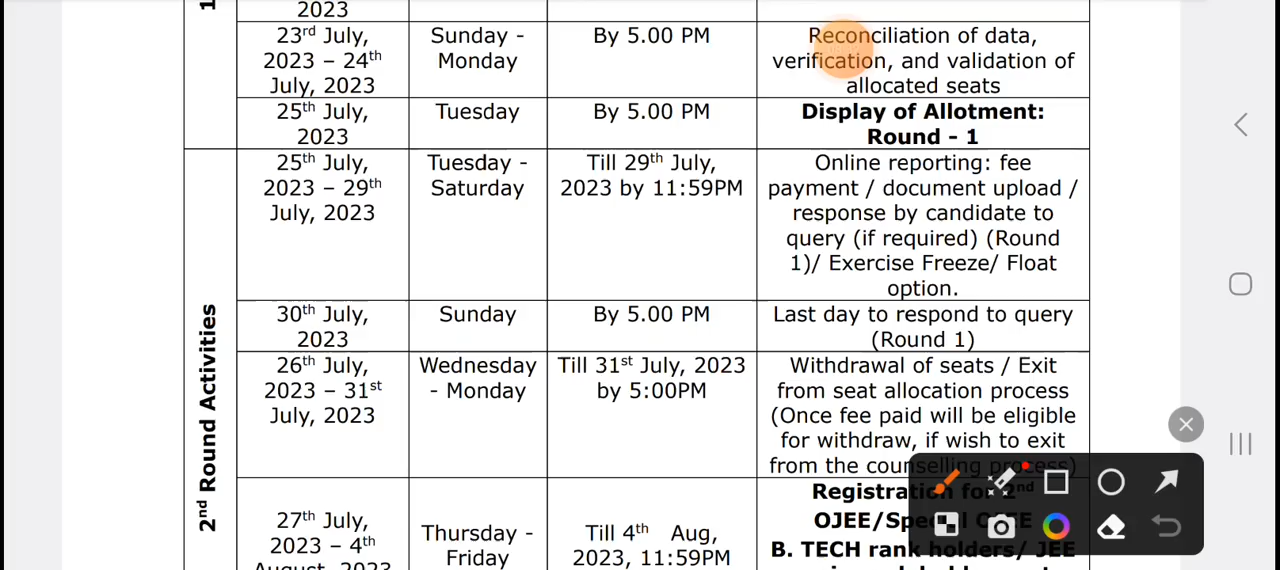 1
2023
23rd July,
2023 – 24th
July, 2023
Sunday -
Monday
By 5.00 PM
Reconciliation of data,
verification, and validation of
allocated seats
25th July,
2023
Tuesday
By 5.00 PM
Display of Allotment:
Round - 1
2nd Round Activities
25th July,
2023 – 29th
July, 2023
Tuesday -
Saturday
Till 29th July,
2023 by 11:59PM
Online reporting: fee
payment / document upload /
response by candidate to
query (if required) (Round
1)/ Exercise Freeze/ Float
option.
30th July,
2023
Sunday
By 5.00 PM
Last day to respond to query
(Round 1)
26th July,
2023 – 31st
July, 2023
Wednesday
- Monday
Till 31st July, 2023
by 5:00PM
Withdrawal of seats / Exit
from seat allocation process
(Once fee paid will be eligible
for withdraw, if wish to exit
from the counselling process)
27th July,
2023 – 4th
August, 2023
Thursday -
Friday
Till 4th Aug,
2023, 11:59PM
Registration for 2nd
OJEE/Special OJEE
B. TECH rank holders/ JEE